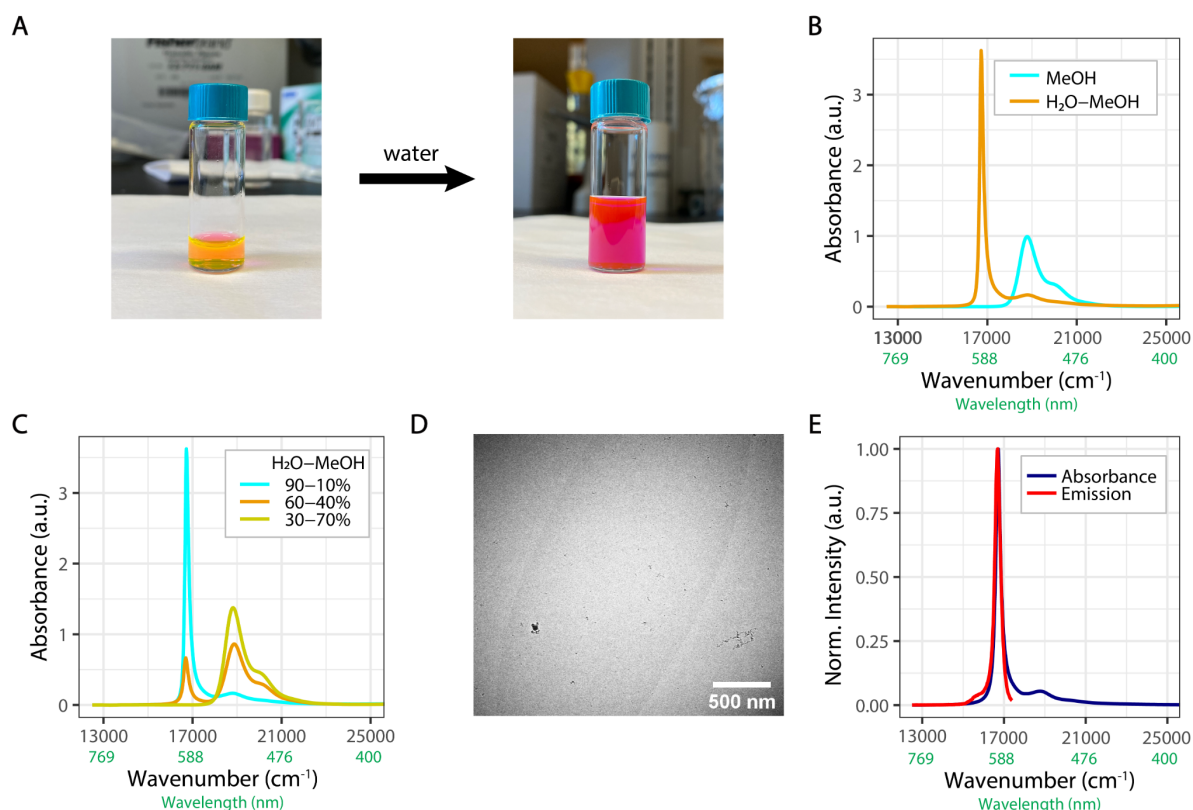 A
Fisherbrand
water
B
Absorbance (a.u.)
MeOH
H₂O–MeOH
3
2
1
0
13000 17000 21000 25000
769 588 476 400
Wavenumber (cm⁻¹)
Wavelength (nm)
C
Absorbance (a.u.)
H₂O–MeOH
90–10%
60–40%
30–70%
3
2
1
0
13000 17000 21000 25000
769 588 476 400
Wavenumber (cm⁻¹)
Wavelength (nm)
D
500 nm
E
Norm. Intensity (a.u.)
Absorbance
Emission
1.00
0.75
0.50
0.25
0.00
13000 17000 21000 25000
769 588 476 400
Wavenumber (cm⁻¹)
Wavelength (nm)